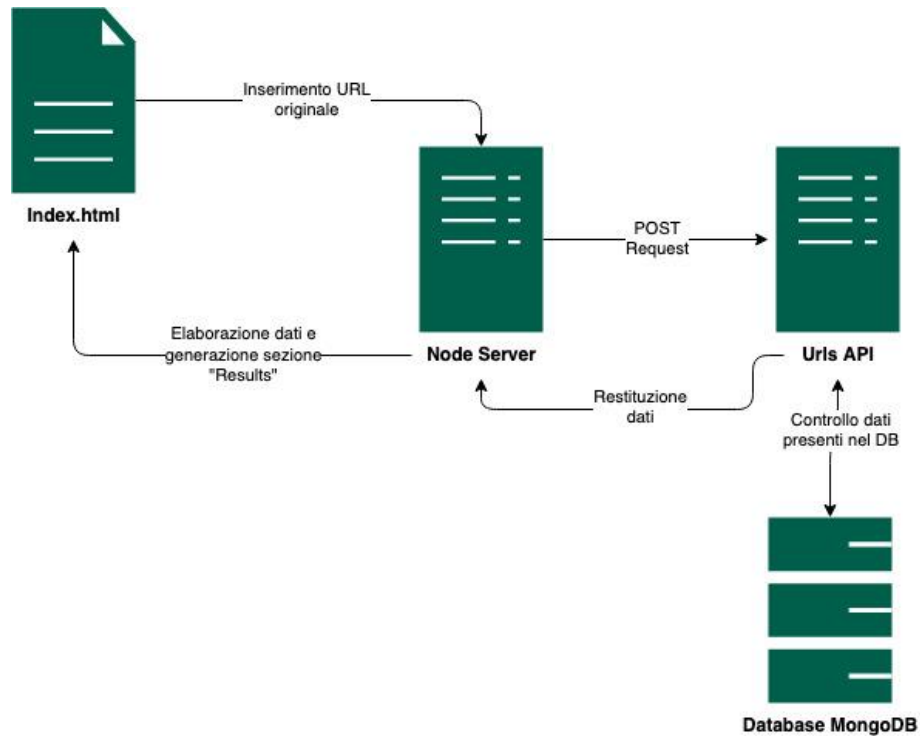 Inserimento URL
originale
Index.html
POST
Request
Elaborazione dati e
generazione sezione
"Results"
Node Server
Urls API
Restituzione
dati
Controllo dati
presenti nel DB
Database MongoDB